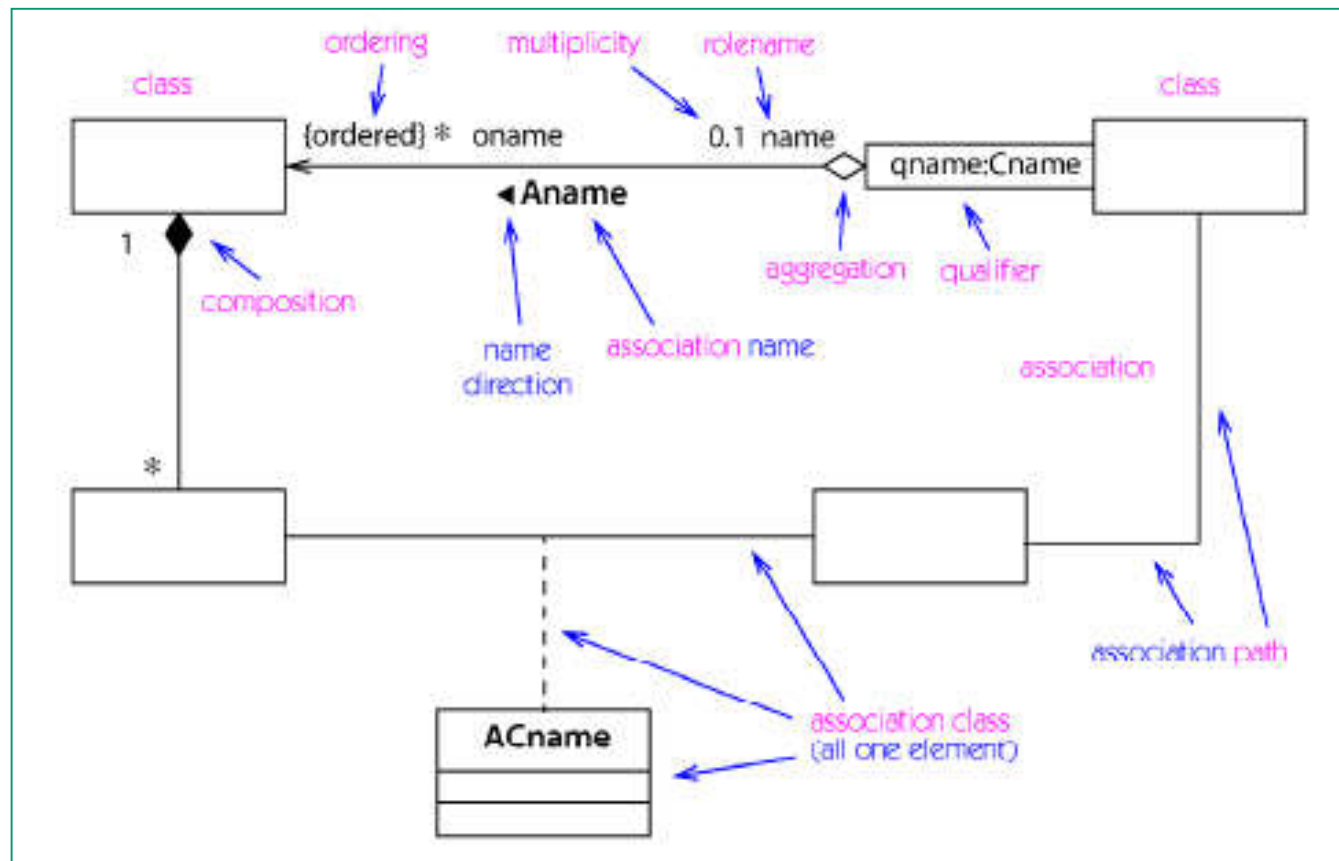 ordering
multiplicity
rolename
class
class
{ordered} * oname
0.1 name
qname:Cname
◄Aname
1
composition
aggregation
qualifier
name
direction
association name
association
*
association path
ACname
association class
(all one element)